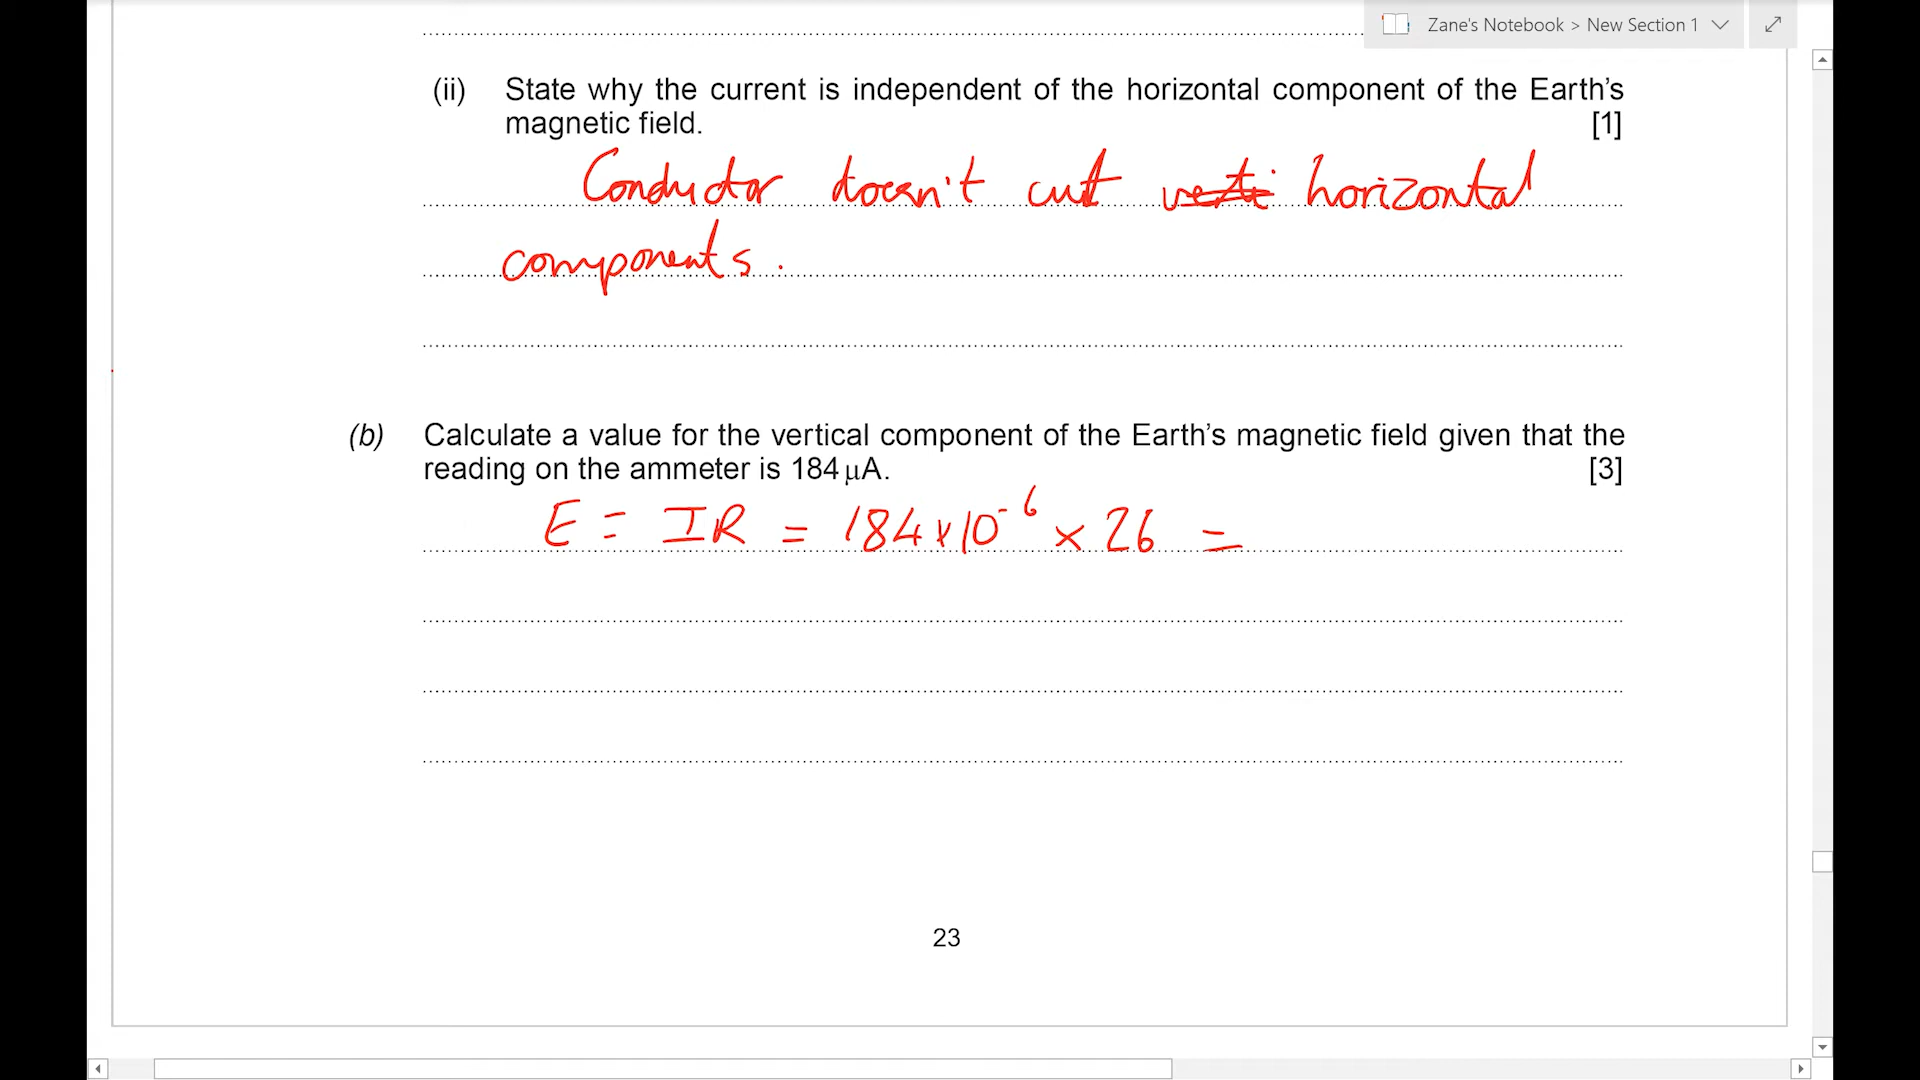 Zane's Notebook > New Section 1
(ii) State why the current is independent of the horizontal component of the Earth's
magnetic field. [1]
Conductor doesn't cut verti horizontal
components.
(b) Calculate a value for the vertical component of the Earth's magnetic field given that the
reading on the ammeter is 184 µA. [3]
E = IR = 184 × 10⁻⁶ × 26 =
23